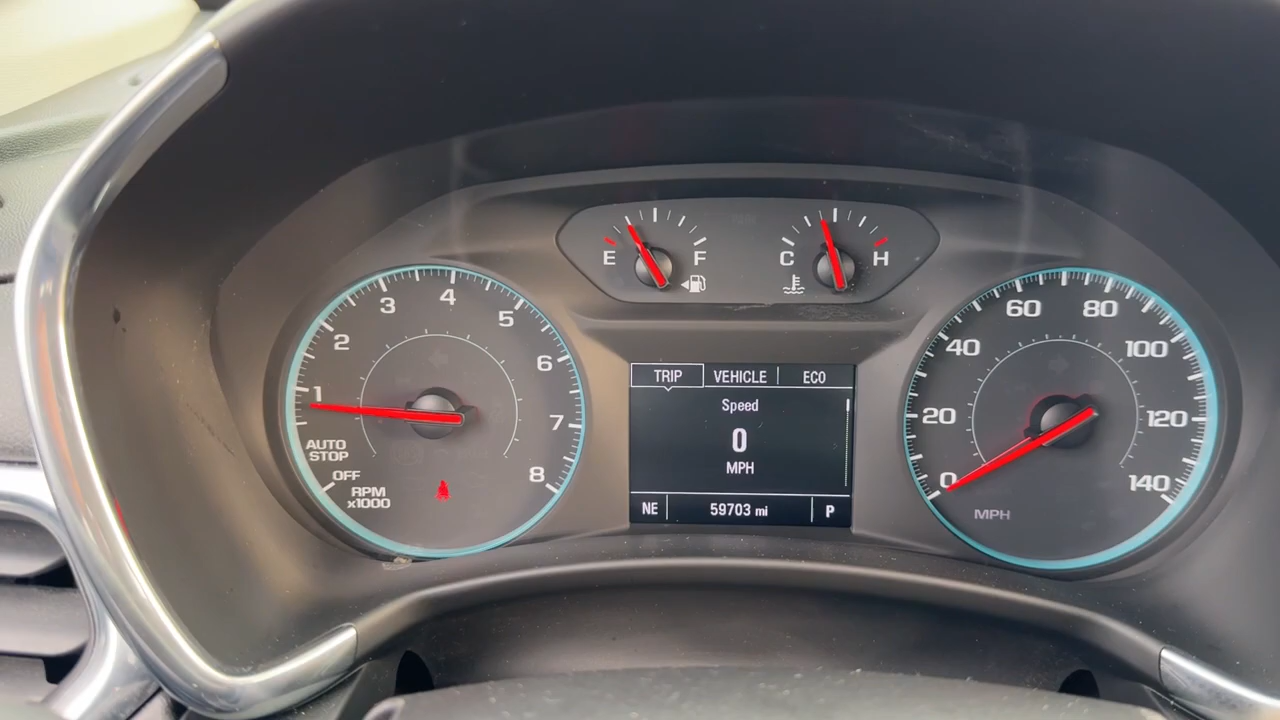 E F
C H
1
2
3
4
5
6
7
8
AUTO
STOP
OFF
RPM
x1000
TRIP VEHICLE ECO
Speed
0
MPH
NE 59703 mi P
0
20
40
60
80
100
120
140
MPH